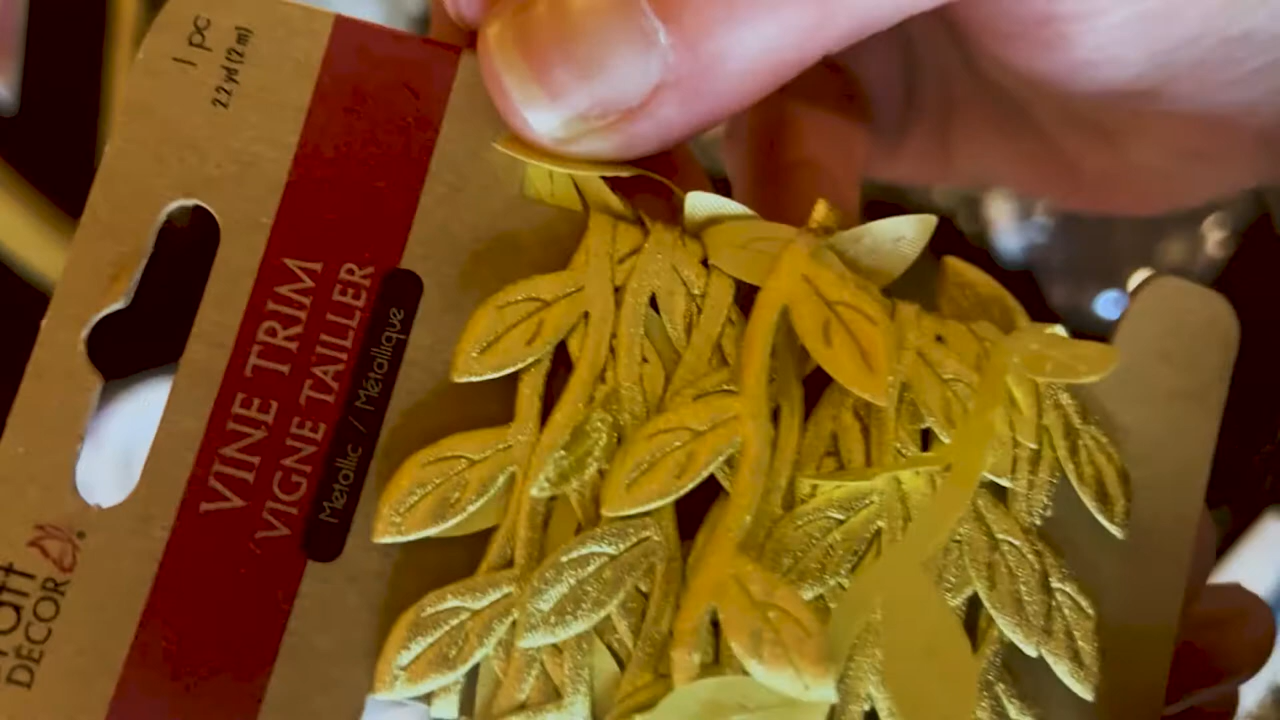 1 pc
2.2 yd (2 m)
VINE TRIM
VIGNE TAILLER
Metallic / Métallique
DÉCOR